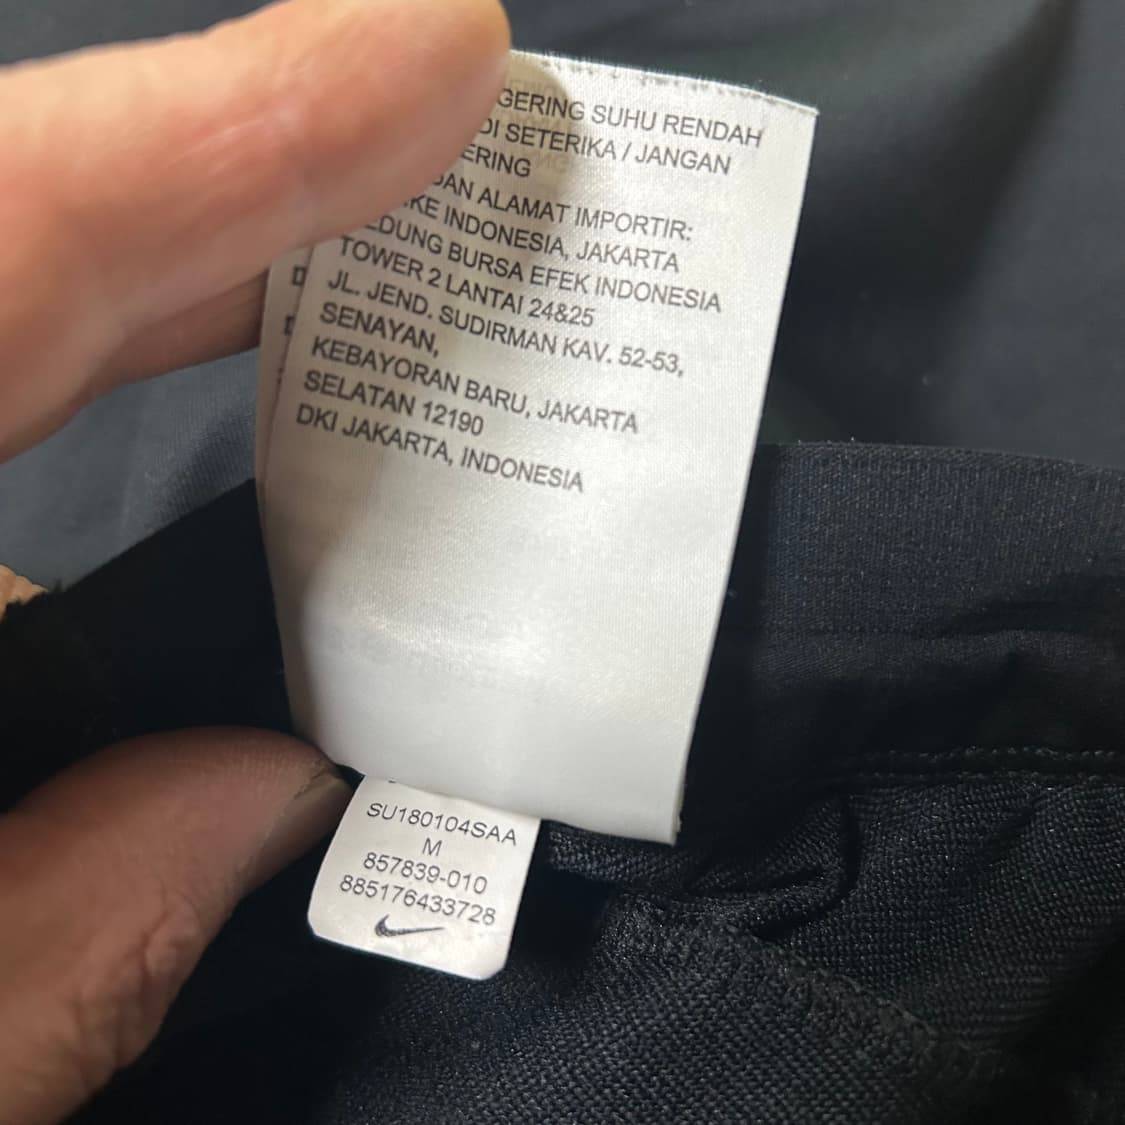 GERING SUHU RENDAH
DI SETERIKA / JANGAN
ERING
DAN ALAMAT IMPORTIR:
KE INDONESIA, JAKARTA
EDUNG BURSA EFEK INDONESIA
TOWER 2 LANTAI 24&25
JL. JEND. SUDIRMAN KAV. 52-53,
SENAYAN,
KEBAYORAN BARU, JAKARTA
SELATAN 12190
DKI JAKARTA, INDONESIA
SU180104SAA
M
857839-010
885176433728